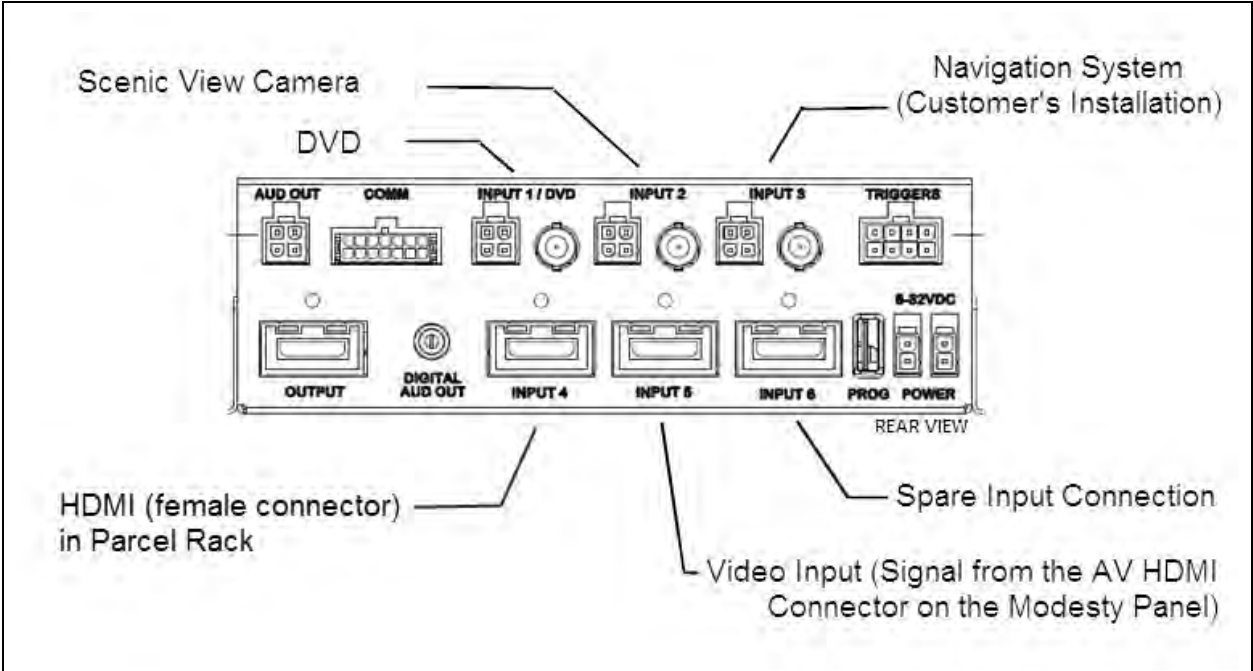 Scenic View Camera
Navigation System
(Customer's Installation)
DVD
AUD OUT
COMM
INPUT 1 / DVD
INPUT 2
INPUT 3
TRIGGERS
6-32VDC
OUTPUT
DIGITAL
AUD OUT
INPUT 4
INPUT 5
INPUT 6
PROG
POWER
REAR VIEW
HDMI (female connector)
in Parcel Rack
Spare Input Connection
Video Input (Signal from the AV HDMI
Connector on the Modesty Panel)